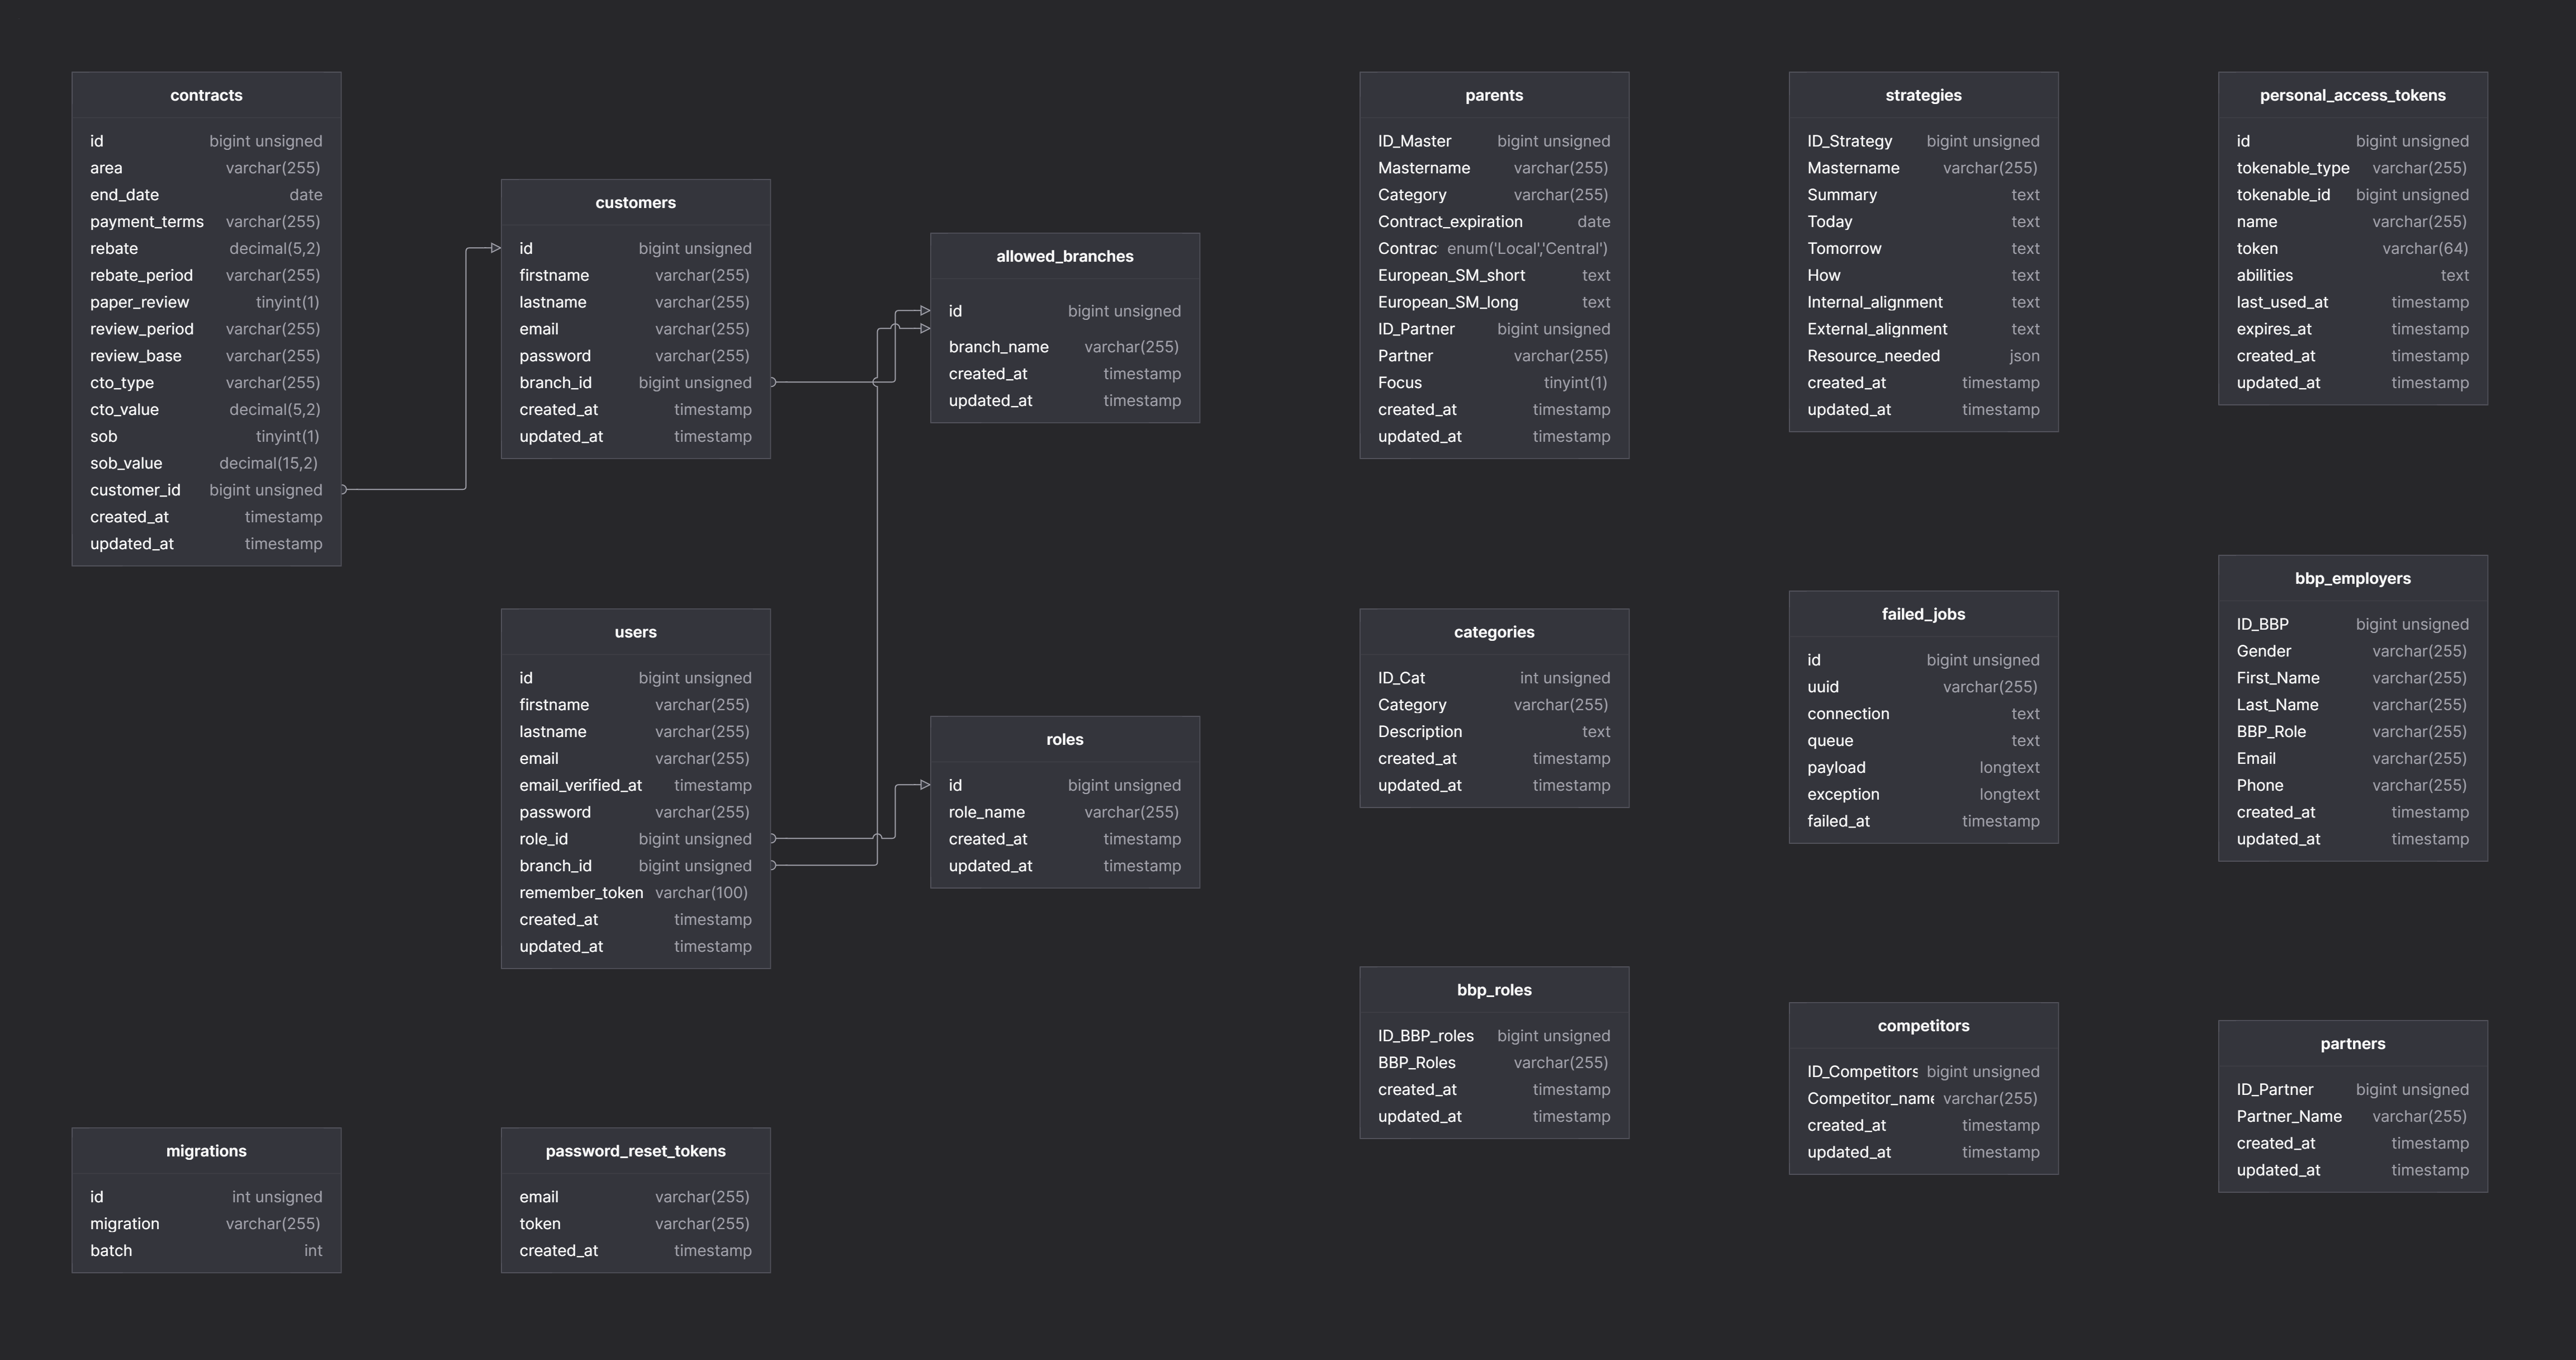 contracts
id bigint unsigned
area varchar(255)
end_date date
payment_terms varchar(255)
rebate decimal(5,2)
rebate_period varchar(255)
paper_review tinyint(1)
review_period varchar(255)
review_base varchar(255)
cto_type varchar(255)
cto_value decimal(5,2)
sob tinyint(1)
sob_value decimal(15,2)
customer_id bigint unsigned
created_at timestamp
updated_at timestamp
customers
id bigint unsigned
firstname varchar(255)
lastname varchar(255)
email varchar(255)
password varchar(255)
branch_id bigint unsigned
created_at timestamp
updated_at timestamp
allowed_branches
id bigint unsigned
branch_name varchar(255)
created_at timestamp
updated_at timestamp
parents
ID_Master bigint unsigned
Mastername varchar(255)
Category varchar(255)
Contract_expiration date
Contrac enum('Local','Central')
European_SM_short text
European_SM_long text
ID_Partner bigint unsigned
Partner varchar(255)
Focus tinyint(1)
created_at timestamp
updated_at timestamp
strategies
ID_Strategy bigint unsigned
Mastername varchar(255)
Summary text
Today text
Tomorrow text
How text
Internal_alignment text
External_alignment text
Resource_needed json
created_at timestamp
updated_at timestamp
personal_access_tokens
id bigint unsigned
tokenable_type varchar(255)
tokenable_id bigint unsigned
name varchar(255)
token varchar(64)
abilities text
last_used_at timestamp
expires_at timestamp
created_at timestamp
updated_at timestamp
users
id bigint unsigned
firstname varchar(255)
lastname varchar(255)
email varchar(255)
email_verified_at timestamp
password varchar(255)
role_id bigint unsigned
branch_id bigint unsigned
remember_token varchar(100)
created_at timestamp
updated_at timestamp
roles
id bigint unsigned
role_name varchar(255)
created_at timestamp
updated_at timestamp
categories
ID_Cat int unsigned
Category varchar(255)
Description text
created_at timestamp
updated_at timestamp
failed_jobs
id bigint unsigned
uuid varchar(255)
connection text
queue text
payload longtext
exception longtext
failed_at timestamp
bbp_employers
ID_BBP bigint unsigned
Gender varchar(255)
First_Name varchar(255)
Last_Name varchar(255)
BBP_Role varchar(255)
Email varchar(255)
Phone varchar(255)
created_at timestamp
updated_at timestamp
bbp_roles
ID_BBP_roles bigint unsigned
BBP_Roles varchar(255)
created_at timestamp
updated_at timestamp
competitors
ID_Competitors bigint unsigned
Competitor_name varchar(255)
created_at timestamp
updated_at timestamp
partners
ID_Partner bigint unsigned
Partner_Name varchar(255)
created_at timestamp
updated_at timestamp
migrations
id int unsigned
migration varchar(255)
batch int
password_reset_tokens
email varchar(255)
token varchar(255)
created_at timestamp